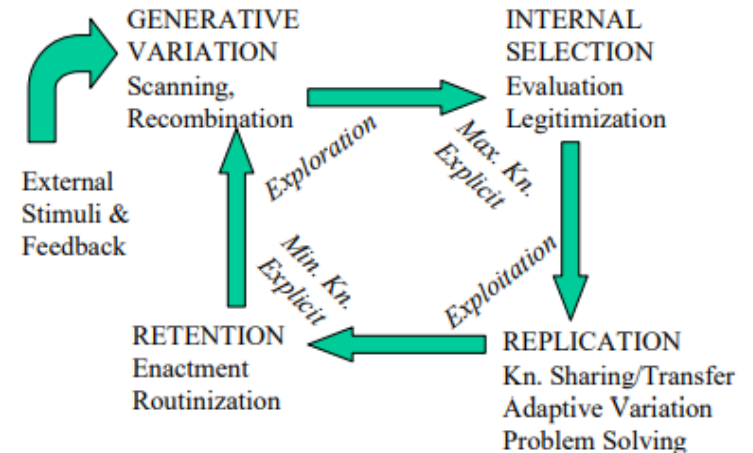 GENERATIVE
VARIATION
Scanning,
Recombination
INTERNAL
SELECTION
Evaluation
Legitimization
External
Stimuli &
Feedback
Exploration
Max. Kn.
Explicit
Min. Kn.
Explicit
Exploitation
RETENTION
Enactment
Routinization
REPLICATION
Kn. Sharing/Transfer
Adaptive Variation
Problem Solving